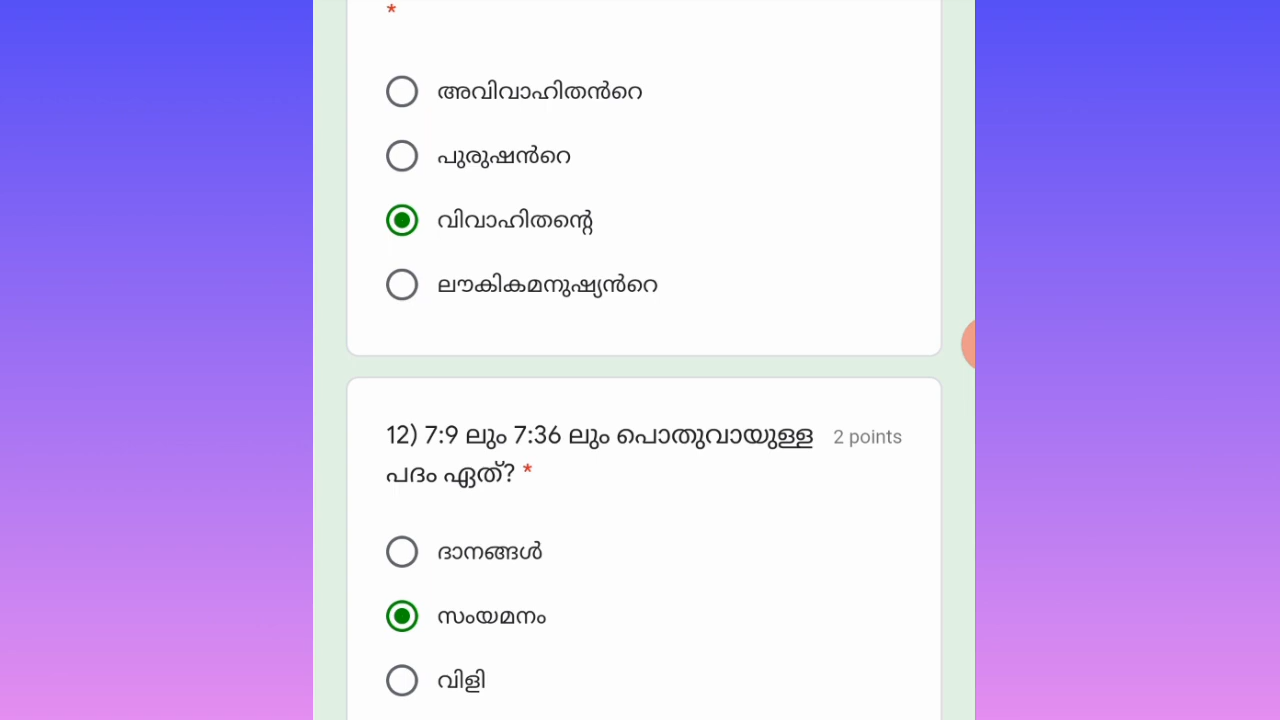 *
അവിവാഹിതൻറെ
പുരുഷൻറെ
വിവാഹിതന്റെ
ലൗകികമനുഷ്യൻറെ
12) 7:9 ലും 7:36 ലും പൊതുവായുള്ള 2 points
പദം ഏത്? *
ദാനങ്ങൾ
സംയമനം
വിളി